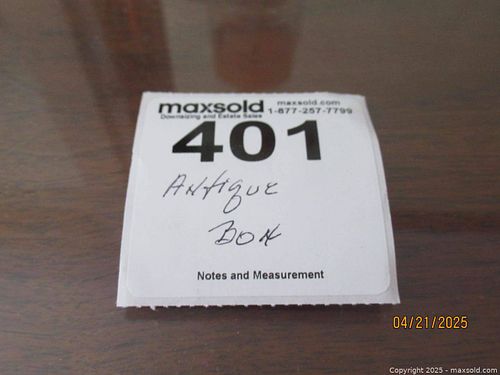 maxsold maxsold.com
Downsizing and Estate Sales 1-877-257-7799
401
Antique
Box
Notes and Measurement
04/21/2025
Copyright 2025 - maxsold.com